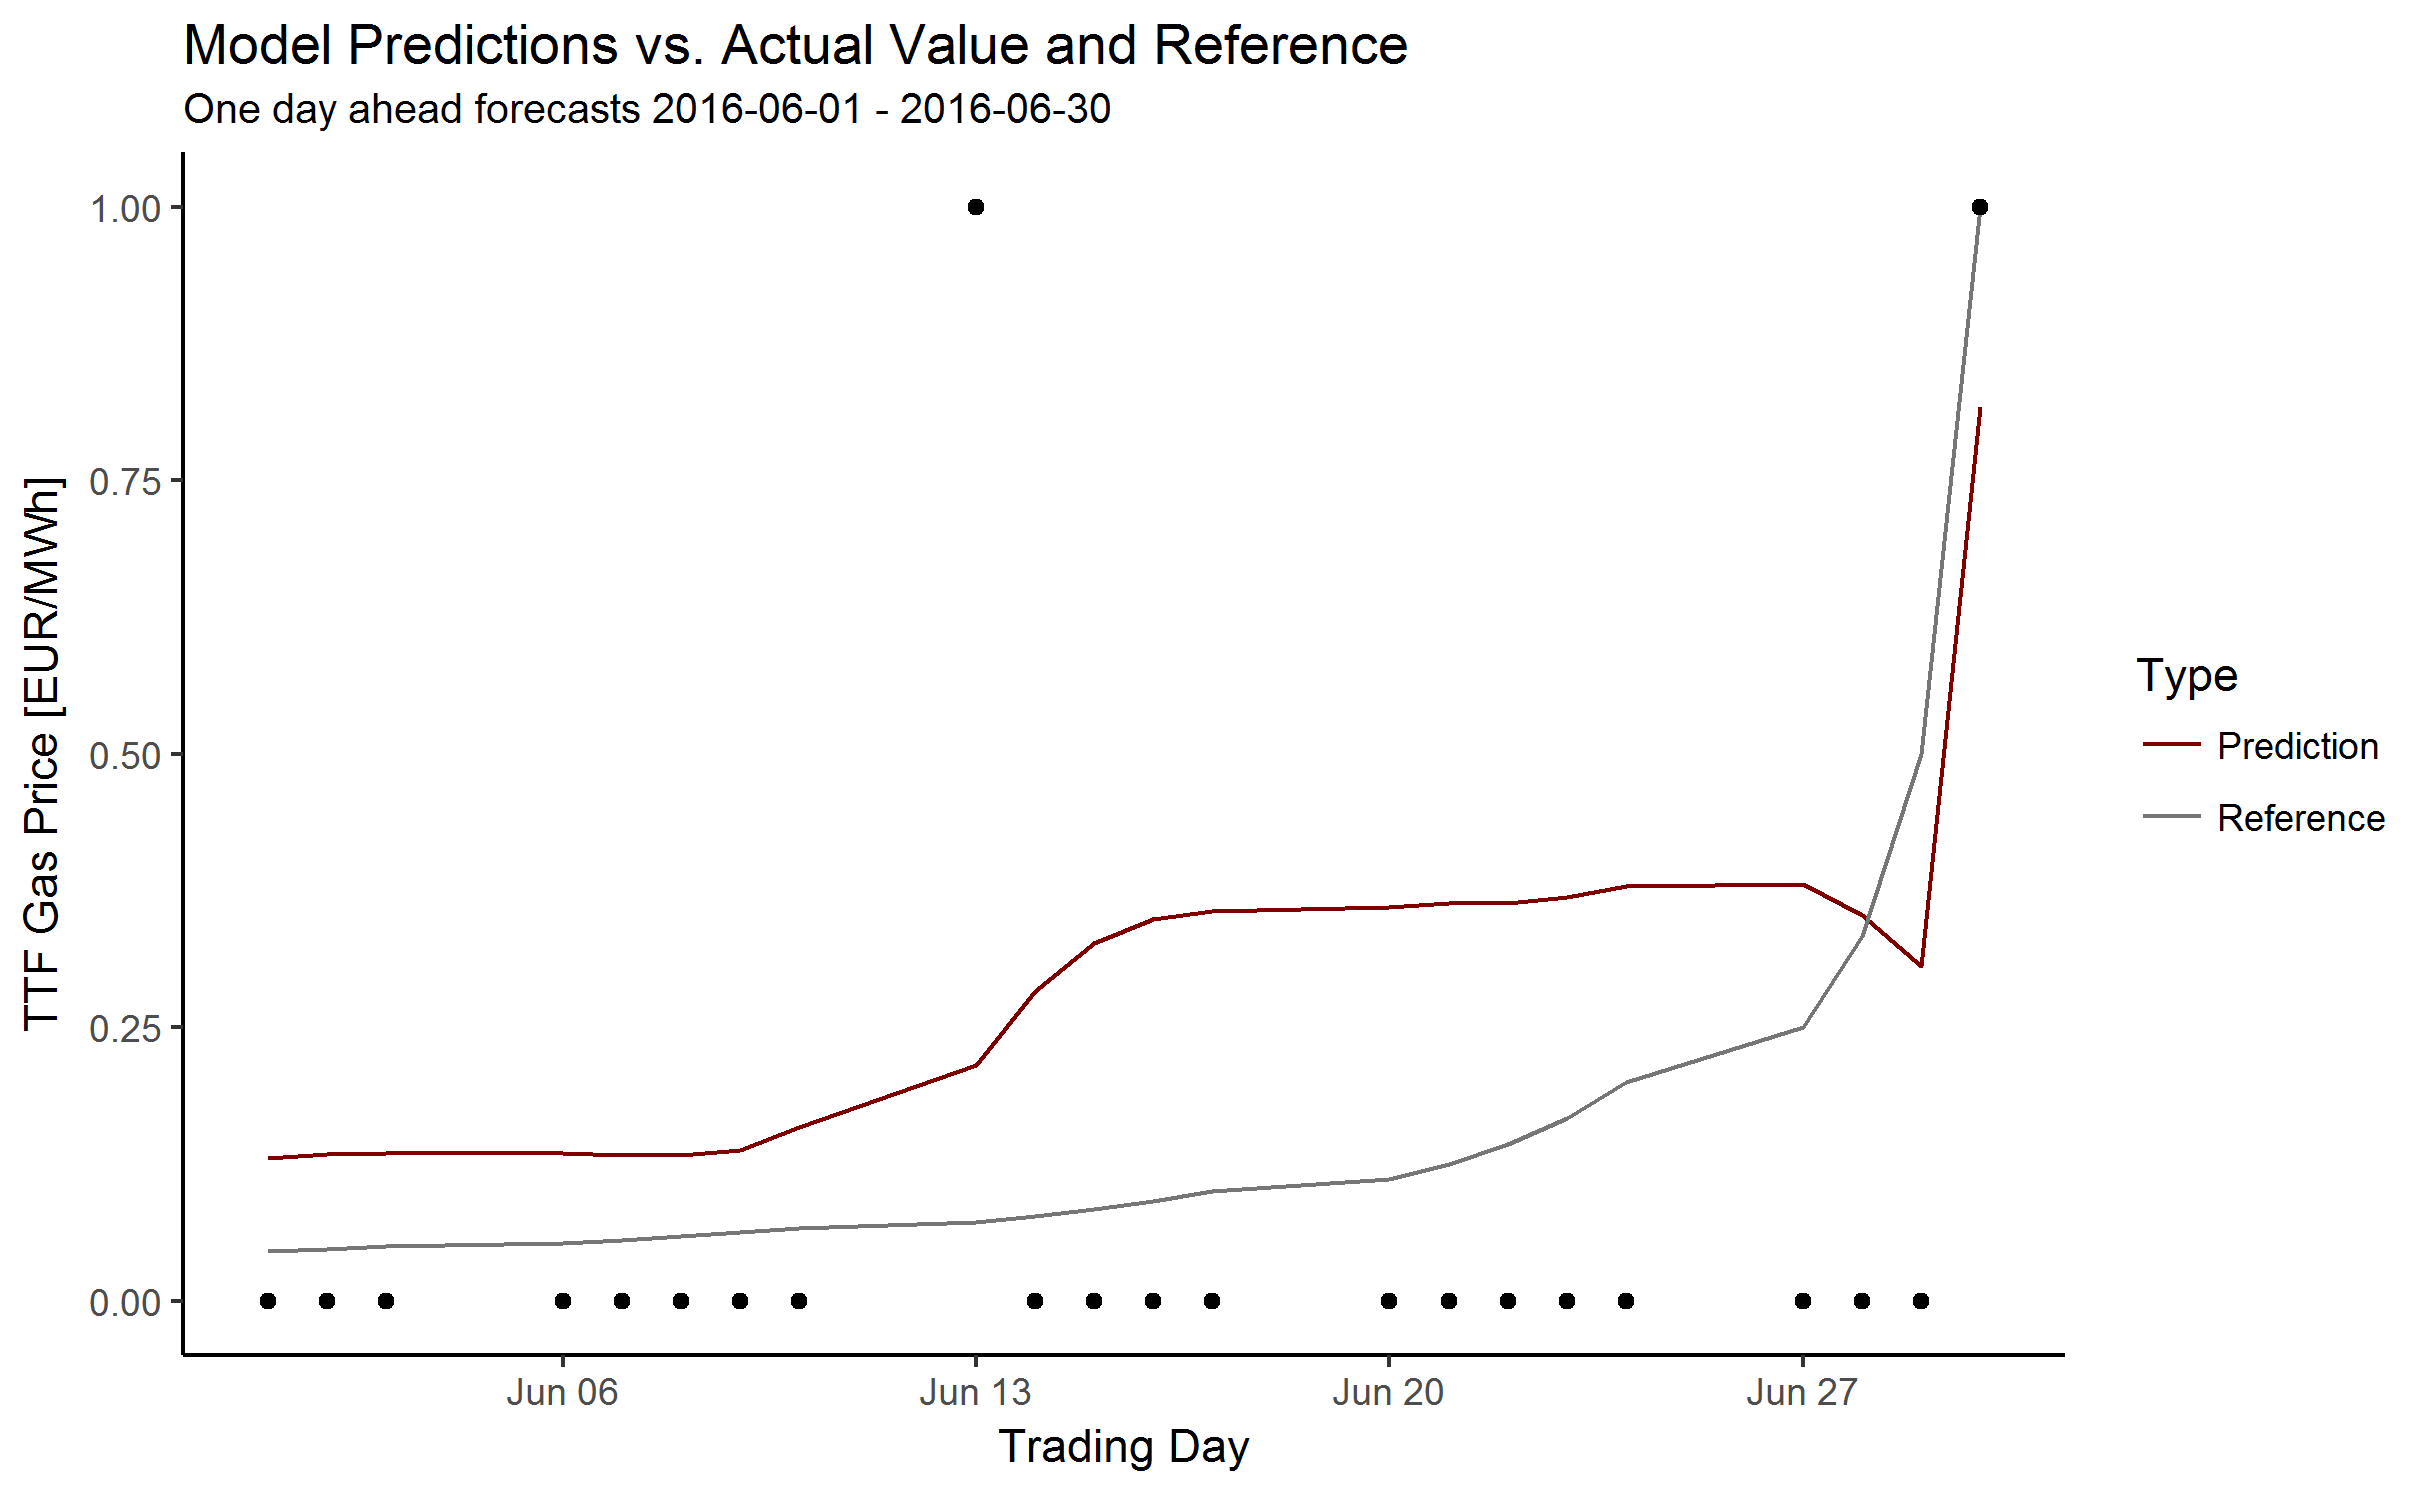 Model Predictions vs. Actual Value and Reference
One day ahead forecasts 2016-06-01 - 2016-06-30
TTF Gas Price [EUR/MWh]
1.00
0.75
0.50
0.25
0.00
Jun 06
Jun 13
Jun 20
Jun 27
Trading Day
Type
Prediction
Reference